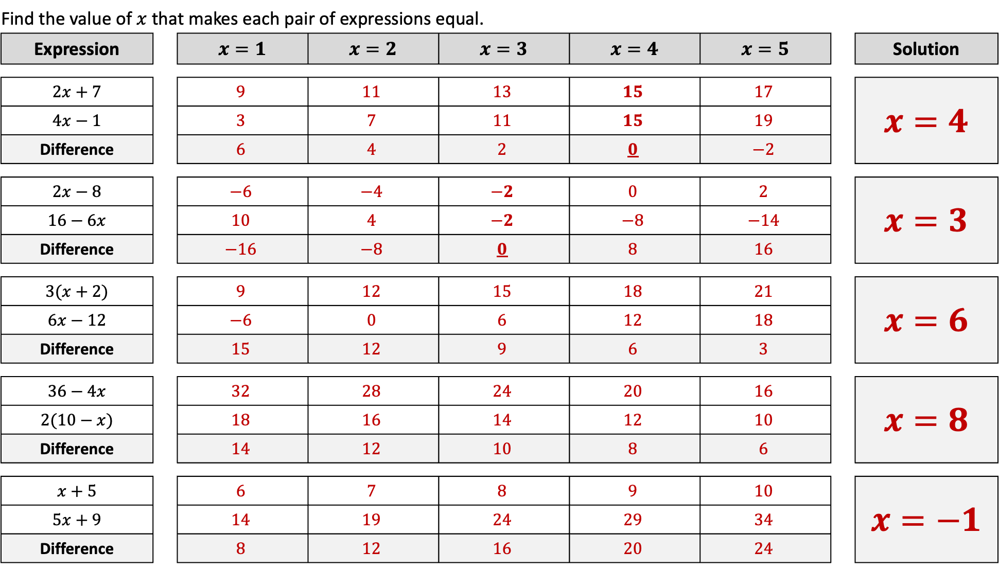 Find the value of x that makes each pair of expressions equal.
Expression x = 1 x = 2 x = 3 x = 4 x = 5 Solution
2x + 7 9 11 13 15 17
4x − 1 3 7 11 15 19 x = 4
Difference 6 4 2 0 −2
2x − 8 −6 −4 −2 0 2
16 − 6x 10 4 −2 −8 −14 x = 3
Difference −16 −8 0 8 16
3(x + 2) 9 12 15 18 21
6x − 12 −6 0 6 12 18 x = 6
Difference 15 12 9 6 3
36 − 4x 32 28 24 20 16
2(10 − x) 18 16 14 12 10 x = 8
Difference 14 12 10 8 6
x + 5 6 7 8 9 10
5x + 9 14 19 24 29 34 x = −1
Difference 8 12 16 20 24